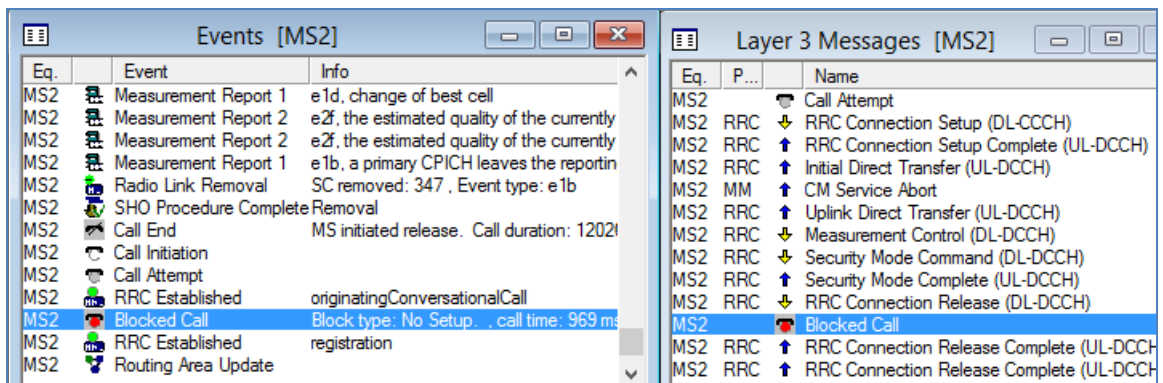 Events [MS2]
Eq. Event Info
MS2 Measurement Report 1 e1d, change of best cell
MS2 Measurement Report 2 e2f, the estimated quality of the currently
MS2 Measurement Report 2 e2f, the estimated quality of the currently
MS2 Measurement Report 1 e1b, a primary CPICH leaves the reportin
MS2 Radio Link Removal SC removed: 347 , Event type: e1b
MS2 SHO Procedure Complete Removal
MS2 Call End MS initiated release. Call duration: 12020
MS2 Call Initiation
MS2 Call Attempt
MS2 RRC Established originatingConversationalCall
MS2 Blocked Call Block type: No Setup. , call time: 969 ms
MS2 RRC Established registration
MS2 Routing Area Update
Layer 3 Messages [MS2]
Eq. P... Name
MS2 Call Attempt
MS2 RRC RRC Connection Setup (DL-CCCH)
MS2 RRC RRC Connection Setup Complete (UL-DCCH)
MS2 RRC Initial Direct Transfer (UL-DCCH)
MS2 MM CM Service Abort
MS2 RRC Uplink Direct Transfer (UL-DCCH)
MS2 RRC Measurement Control (DL-DCCH)
MS2 RRC Security Mode Command (DL-DCCH)
MS2 RRC Security Mode Complete (UL-DCCH)
MS2 RRC RRC Connection Release (DL-DCCH)
MS2 Blocked Call
MS2 RRC RRC Connection Release Complete (UL-DCCH
MS2 RRC RRC Connection Release Complete (UL-DCCH